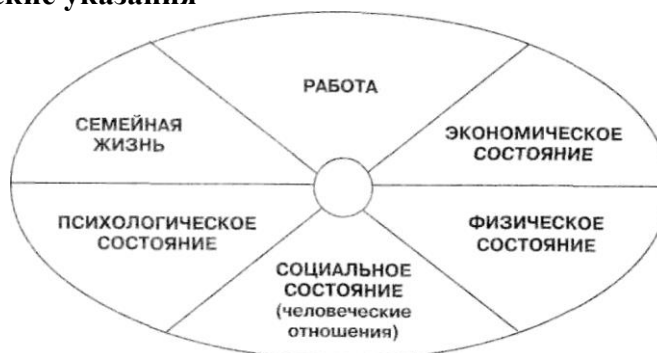 ские указания
РАБОТА
СЕМЕЙНАЯ
ЖИЗНЬ
ЭКОНОМИЧЕСКОЕ
СОСТОЯНИЕ
ПСИХОЛОГИЧЕСКОЕ
СОСТОЯНИЕ
ФИЗИЧЕСКОЕ
СОСТОЯНИЕ
СОЦИАЛЬНОЕ
СОСТОЯНИЕ
(человеческие
отношения)